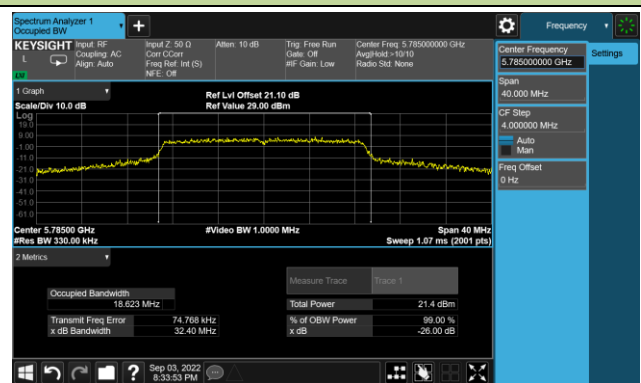 Spectrum Analyzer 1
Occupied BW
Frequency
KEYSIGHT
L
LXI
Input: RF
Coupling: AC
Align: Auto
Input Z: 50 Ω
Corr CCorr
Freq Ref: Int (S)
NFE: Off
Atten: 10 dB
Trig: Free Run
Gate: Off
#IF Gain: Low
Center Freq: 5.785000000 GHz
Avg|Hold:>10/10
Radio Std: None
Center Frequency
5.785000000 GHz
Settings
Span
40.000 MHz
CF Step
4.000000 MHz
Auto
Man
Freq Offset
0 Hz
1 Graph
Scale/Div 10.0 dB
Ref Lvl Offset 21.10 dB
Ref Value 29.00 dBm
Log
19.0
9.00
-1.00
-11.0
-21.0
-31.0
-41.0
-51.0
-61.0
Center 5.78500 GHz
#Video BW 1.0000 MHz
Span 40 MHz
#Res BW 330.00 kHz
Sweep 1.07 ms (2001 pts)
2 Metrics
Measure Trace
Trace 1
Occupied Bandwidth
18.623 MHz
Total Power
21.4 dBm
Transmit Freq Error
74.768 kHz
% of OBW Power
99.00 %
x dB Bandwidth
32.40 MHz
x dB
-26.00 dB
?
Sep 03, 2022
8:33:53 PM